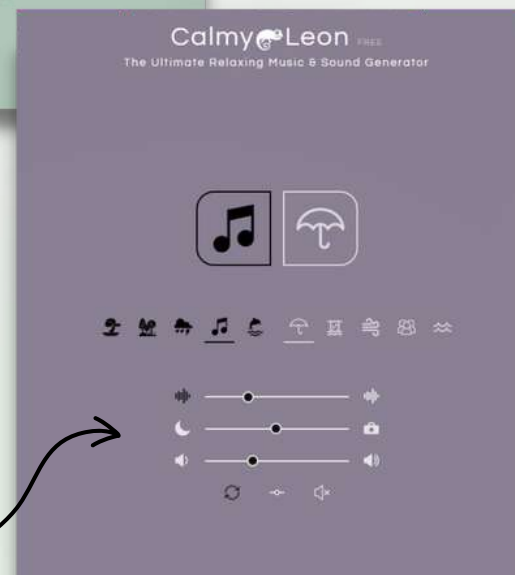 Calmy Leon FREE
The Ultimate Relaxing Music & Sound Generator